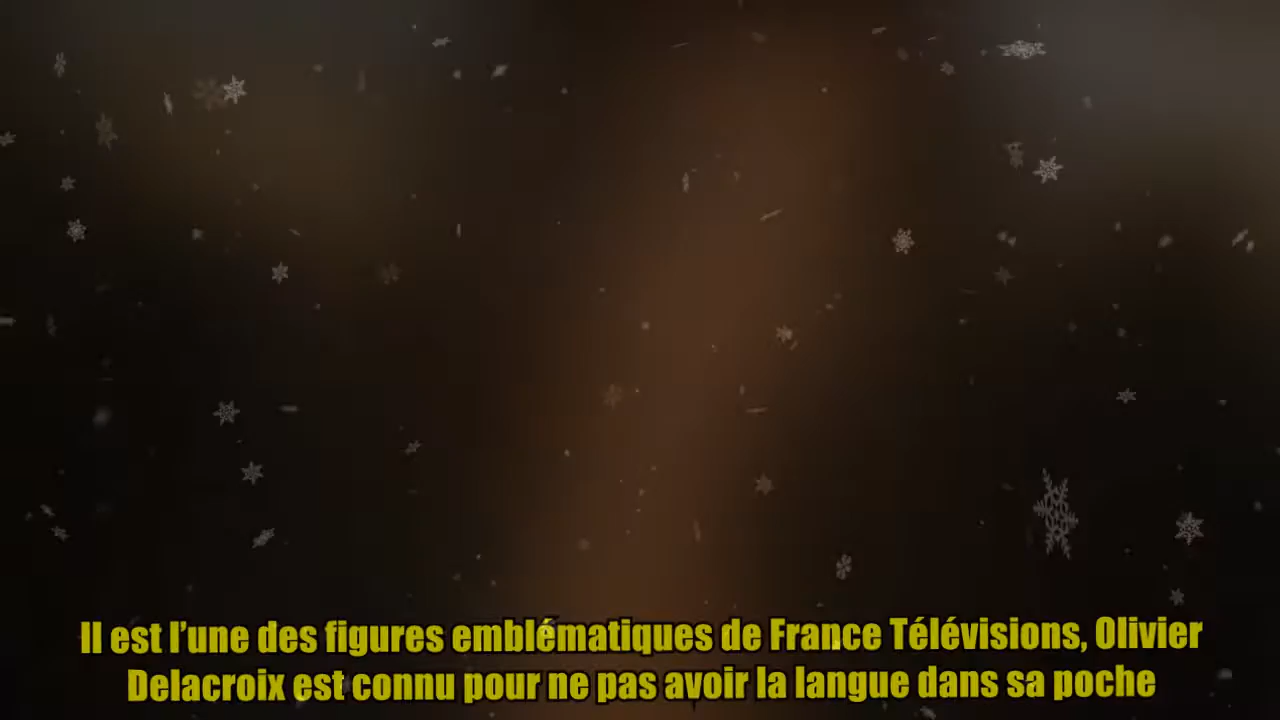 Il est l’une des figures emblématiques de France Télévisions, Olivier
Delacroix est connu pour ne pas avoir la langue dans sa poche